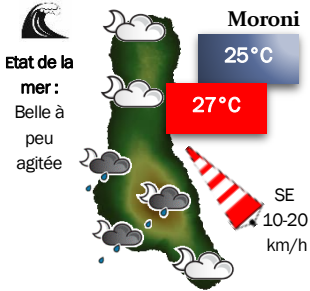 Moroni
25°C
27°C
Etat de la
mer :
Belle à
peu
agitée
SE
10-20
km/h